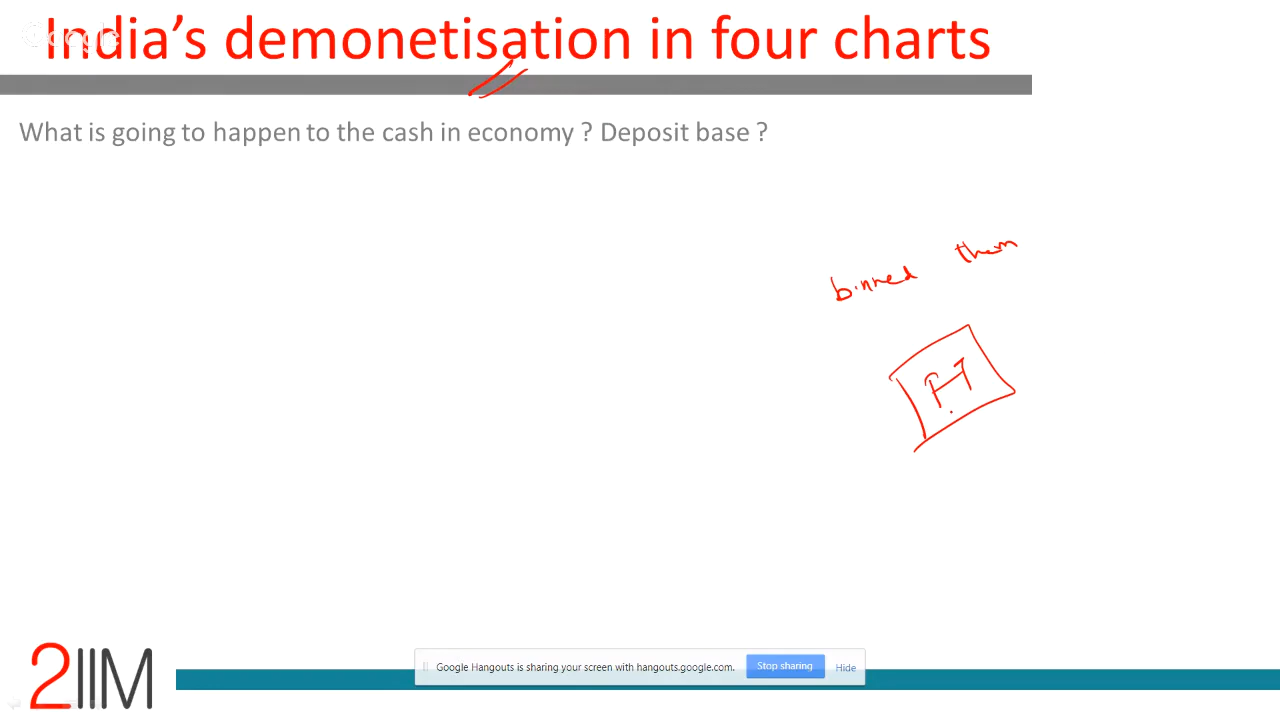 India's demonetisation in four charts
Google
What is going to happen to the cash in economy ? Deposit base ?
binned them
2IIM
Google Hangouts is sharing your screen with hangouts.google.com. Stop sharing Hide